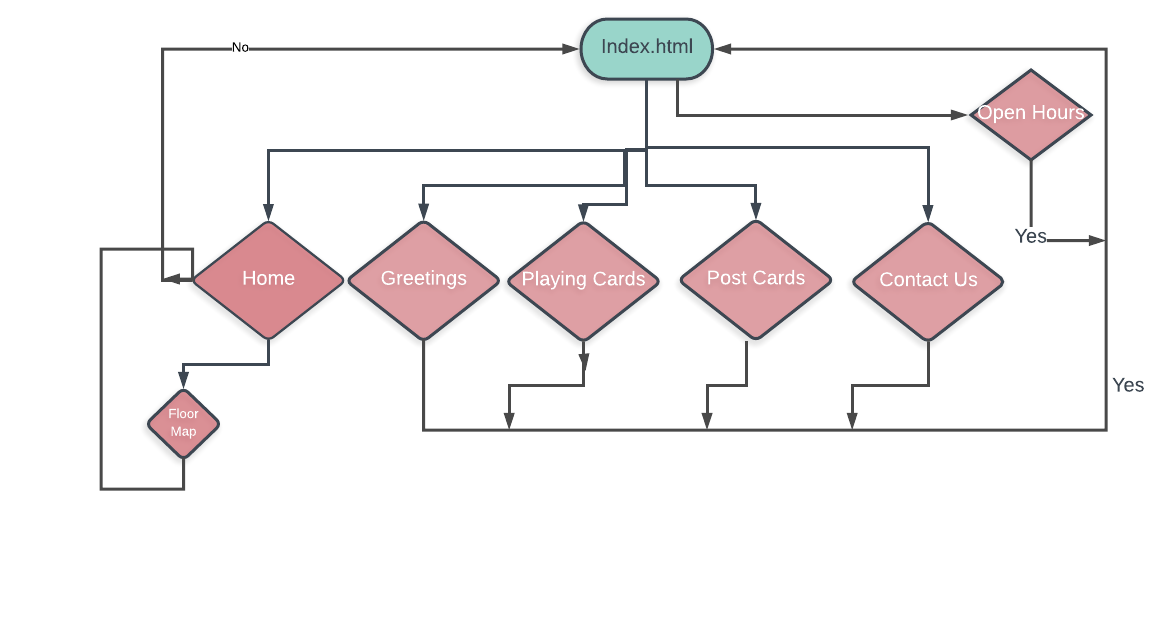 No
Index.html
Open Hours
Yes
Home
Greetings
Playing Cards
Post Cards
Contact Us
Yes
Floor
Map